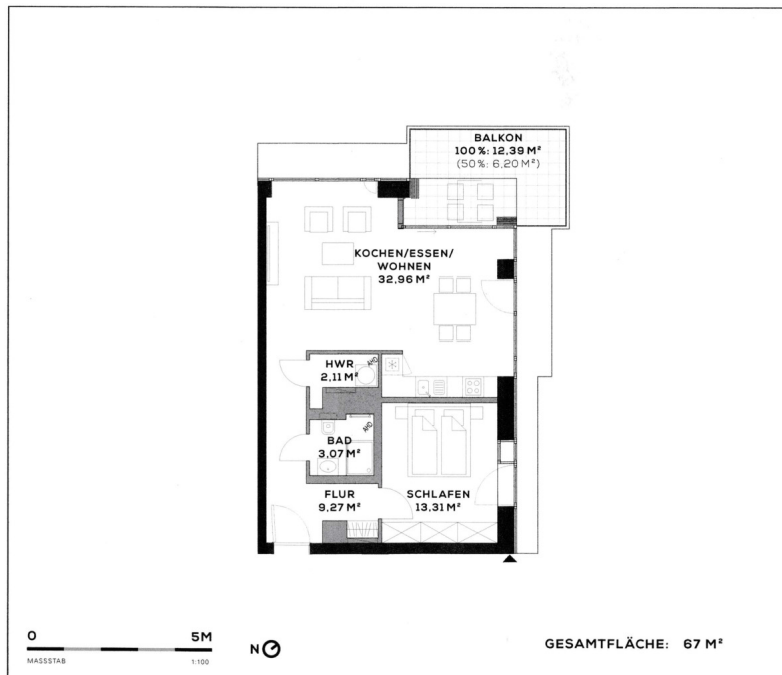 BALKON
100%: 12,39 M²
(50%: 6,20 M²)
KOCHEN/ESSEN/
WOHNEN
32,96 M²
AHD
HWR
2,11 M²
AHD
BAD
3,07 M²
FLUR
9,27 M²
SCHLAFEN
13,31 M²
0 5M
MASSSTAB 1:100
N
GESAMTFLÄCHE: 67 M²